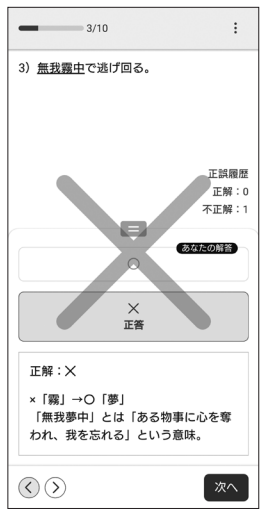 3/10
3）無我霧中で逃げ回る。
正誤履歴
正解：0
不正解：1
あなたの解答
○
×
正答
正解：×
×「霧」→○「夢」
「無我夢中」とは「ある物事に心を奪
われ、我を忘れる」という意味。
次へ